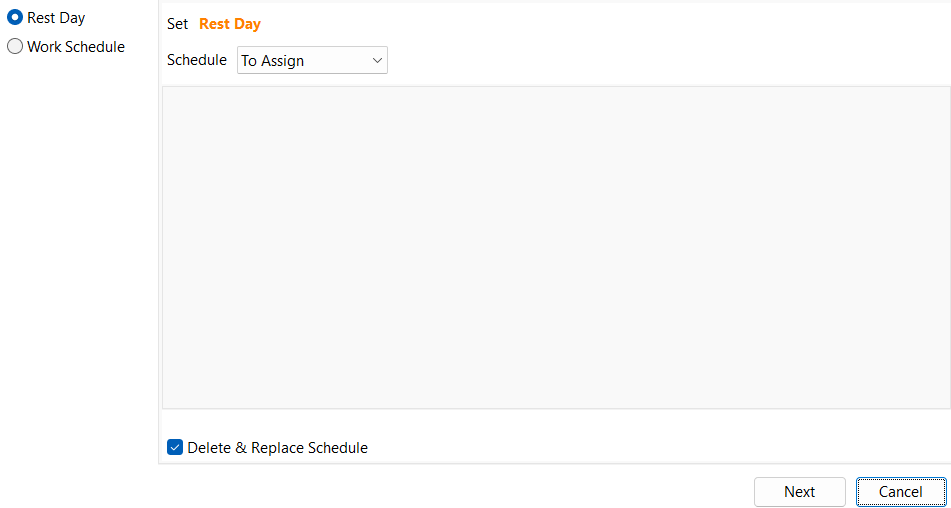 Rest Day
Work Schedule
Set Rest Day
Schedule To Assign
Delete & Replace Schedule
Next Cancel